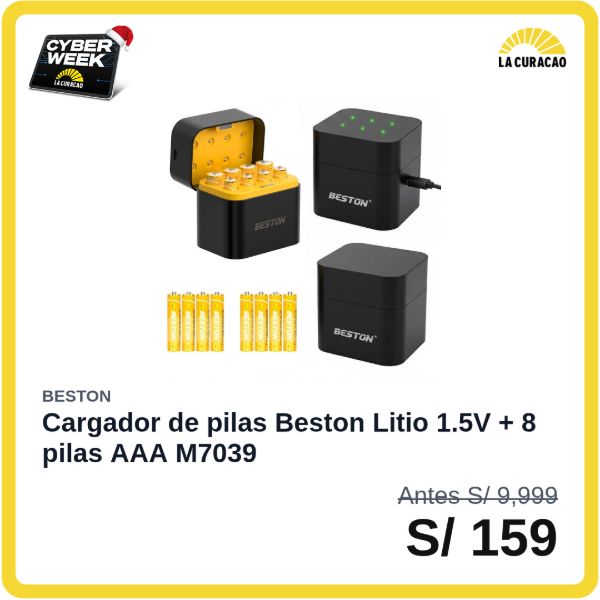 CYBER
WEEK
LA CURACAO
LA CURACAO
BESTON
BESTON®
BESTON®
BESTON
Cargador de pilas Beston Litio 1.5V + 8
pilas AAA M7039
Antes S/ 9,999
S/ 159